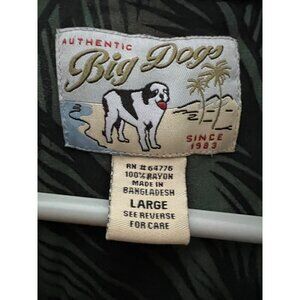 AUTHENTIC
Big Dogs
SINCE
1983
RN #64776
100% RAYON
MADE IN
BANGLADESH
LARGE
SEE REVERSE
FOR CARE